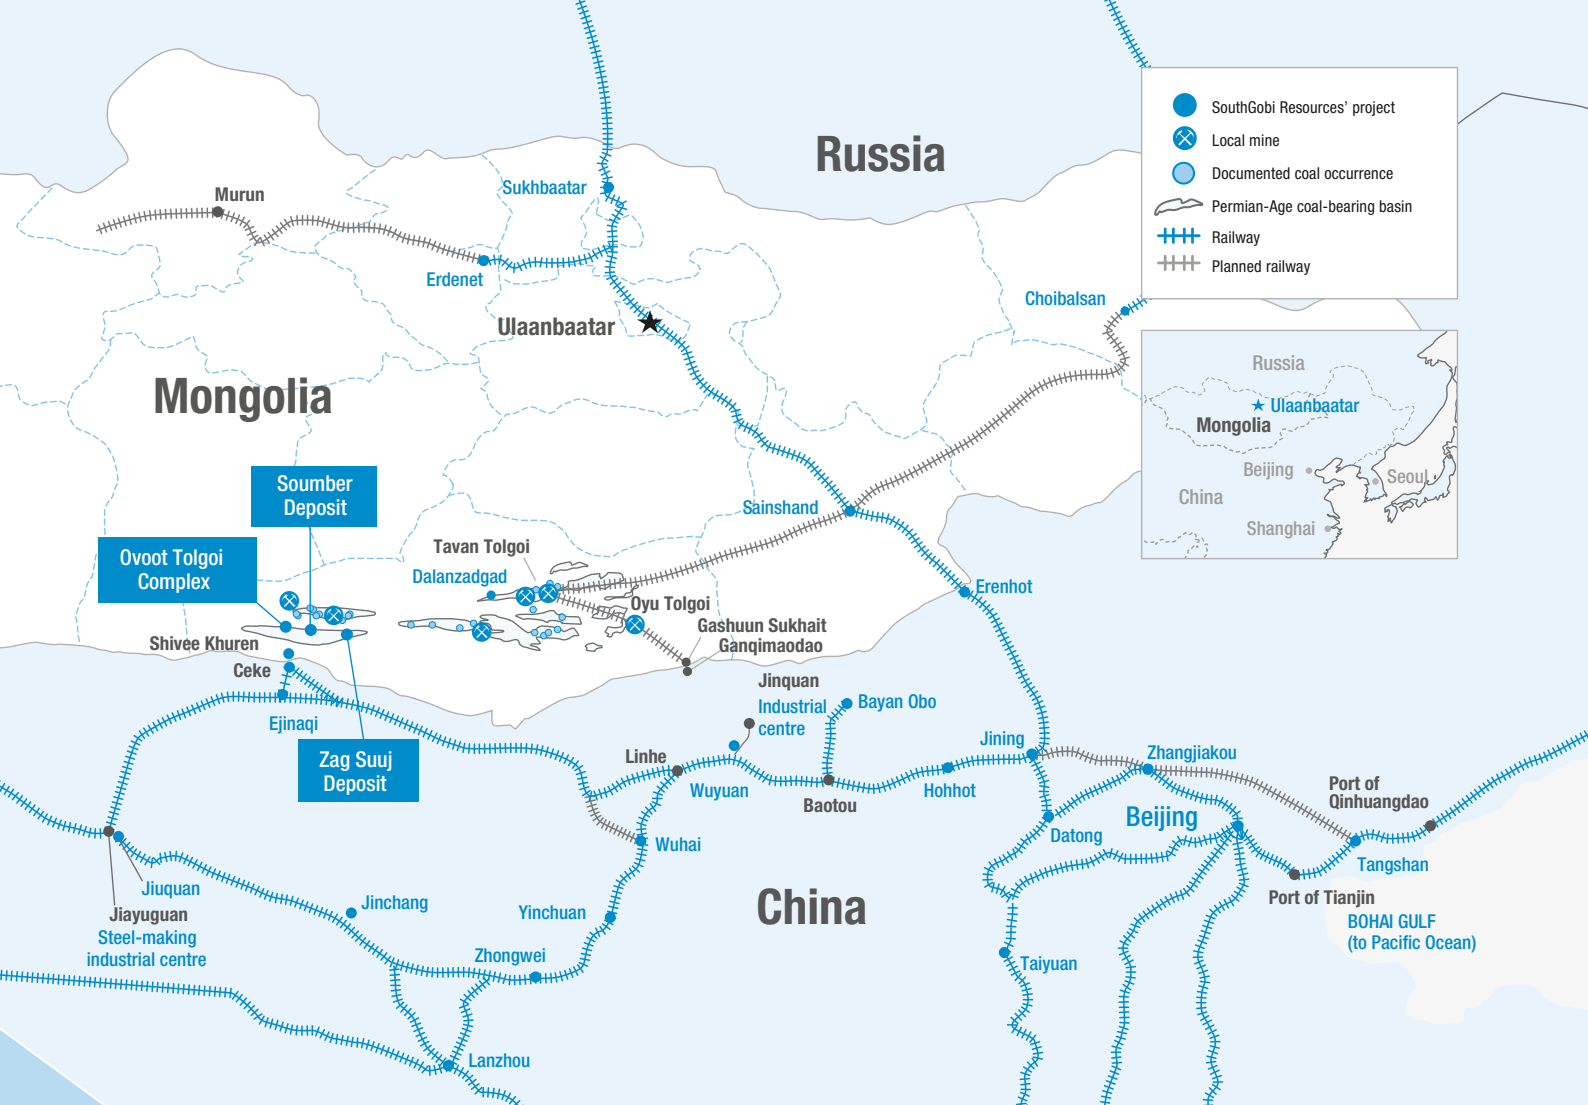 Russia
SouthGobi Resources' project
Local mine
Documented coal occurrence
Permian-Age coal-bearing basin
Railway
Planned railway
Murun
Sukhbaatar
Erdenet
Ulaanbaatar
Choibalsan
Mongolia
Russia
Ulaanbaatar
Mongolia
Beijing
Seoul
China
Shanghai
Soumber
Deposit
Sainshand
Ovoot Tolgoi
Complex
Tavan Tolgoi
Dalanzadgad
Erenhot
Oyu Tolgoi
Gashuun Sukhait
Ganqimaodao
Shivee Khuren
Ceke
Ejinaqi
Jinquan
Industrial
centre
Bayan Obo
Zag Suuj
Deposit
Linhe
Wuyuan
Baotou
Hohhot
Jining
Zhangjiakou
Port of
Qinhuangdao
Beijing
Datong
Wuhai
Tangshan
Port of Tianjin
BOHAI GULF
(to Pacific Ocean)
Jiuquan
Jiayuguan
Steel-making
industrial centre
Jinchang
Yinchuan
Zhongwei
China
Taiyuan
Lanzhou